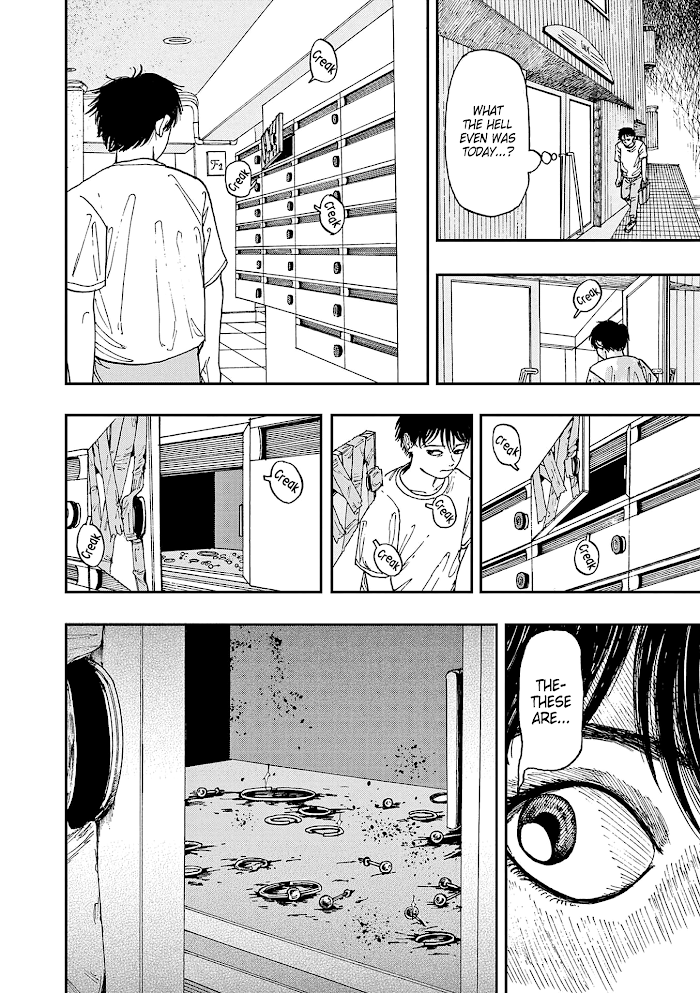 WHAT
THE HELL
EVEN WAS
TODAY...?
Creak
Creak
Creak
Creak
Creak
Creak
Creak
Creak
Creak
Creak
THE-
THESE
ARE...